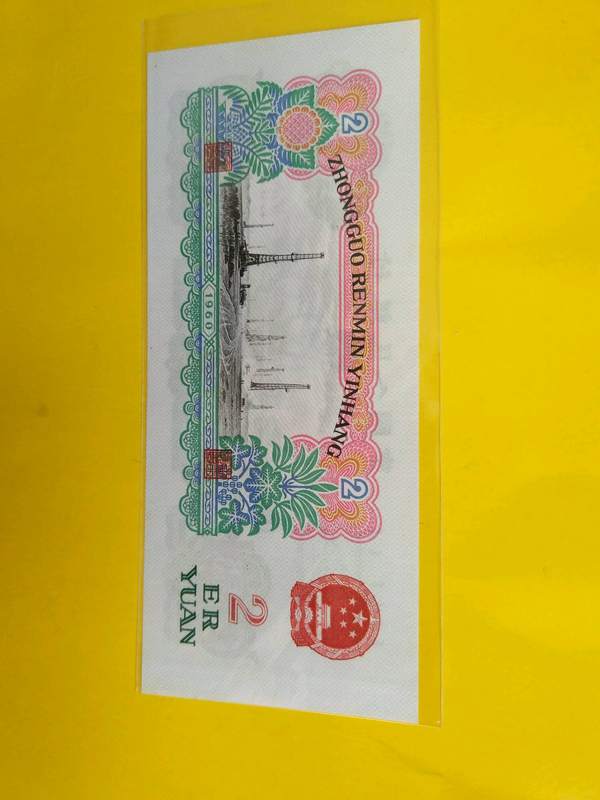 ZHONGGUO RENMIN YINHANG
2
2
1960
2
ER
YUAN